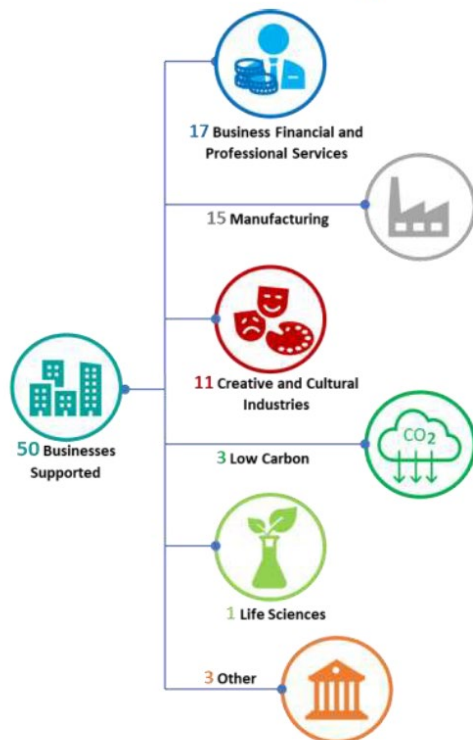 17 Business Financial and
Professional Services
15 Manufacturing
11 Creative and Cultural
Industries
50 Businesses
Supported
CO2
3 Low Carbon
1 Life Sciences
3 Other